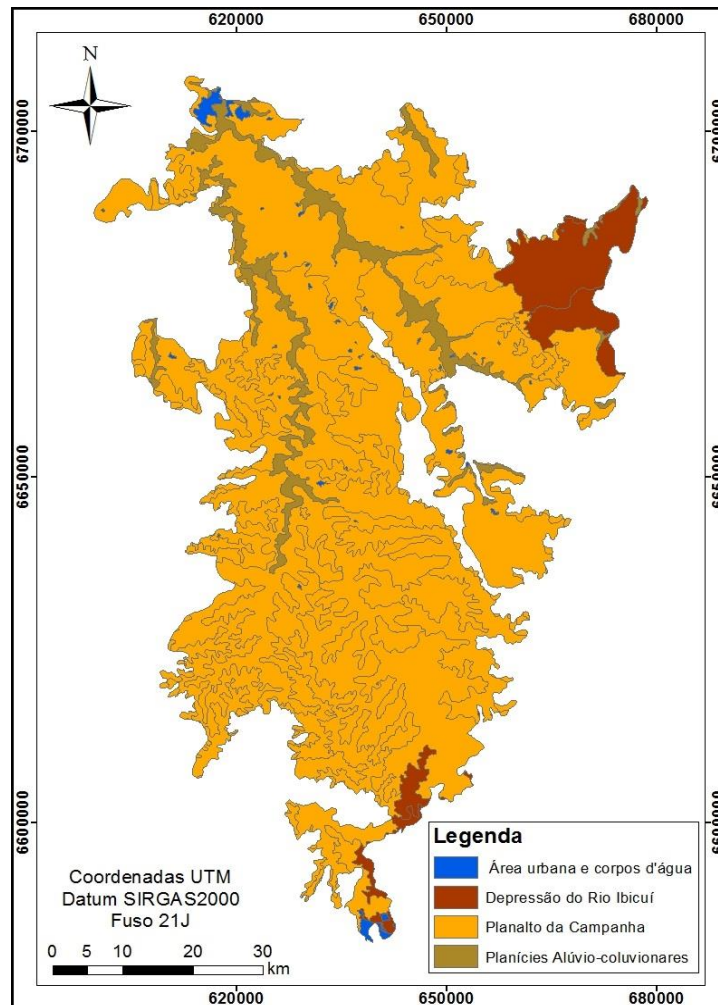 620000 650000 680000
N
6700000 6700000
6650000 6650000
6600000 6600000
Legenda
Área urbana e corpos d'água
Depressão do Rio Ibicuí
Planalto da Campanha
Planícies Alúvio-coluvionares
Coordenadas UTM
Datum SIRGAS2000
Fuso 21J
0 5 10 20 30
km
620000 650000 680000